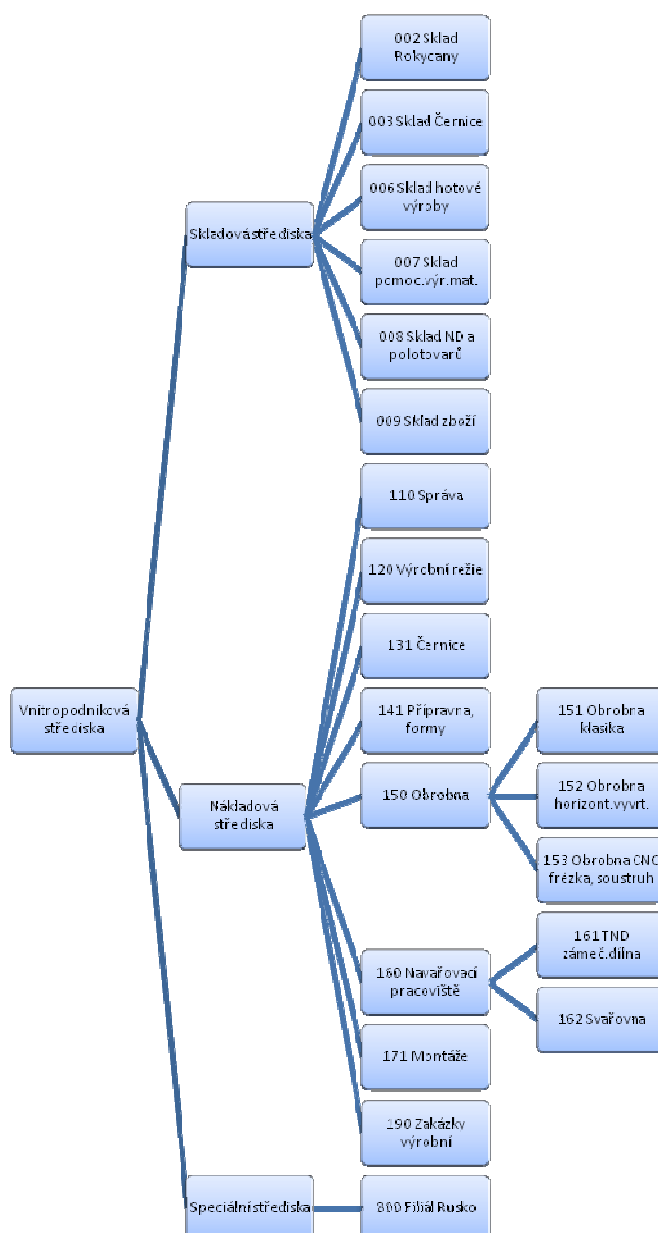 002 Sklad
Rokycany
003 Sklad Černice
006 Sklad hotové
výroby
Skladová střediska
007 Sklad
pomoc.výr.mat.
008 Sklad ND a
polotovarů
009 Sklad zboží
110 Správa
120 Výrobní režie
131 Černice
Vnitropodniková
střediska
141 Přípravna,
formy
151 Obrobna
klasika
Nákladová
střediska
150 Obrobna
152 Obrobna
horizont.vyvrt.
153 Obrobna CNC
frézka, soustruh
160 Navařovací
pracoviště
161 TND
zámeč.dílna
162 Svařovna
171 Montáže
190 Zakázky
výrobní
Speciální střediska
800 Filiál Rusko